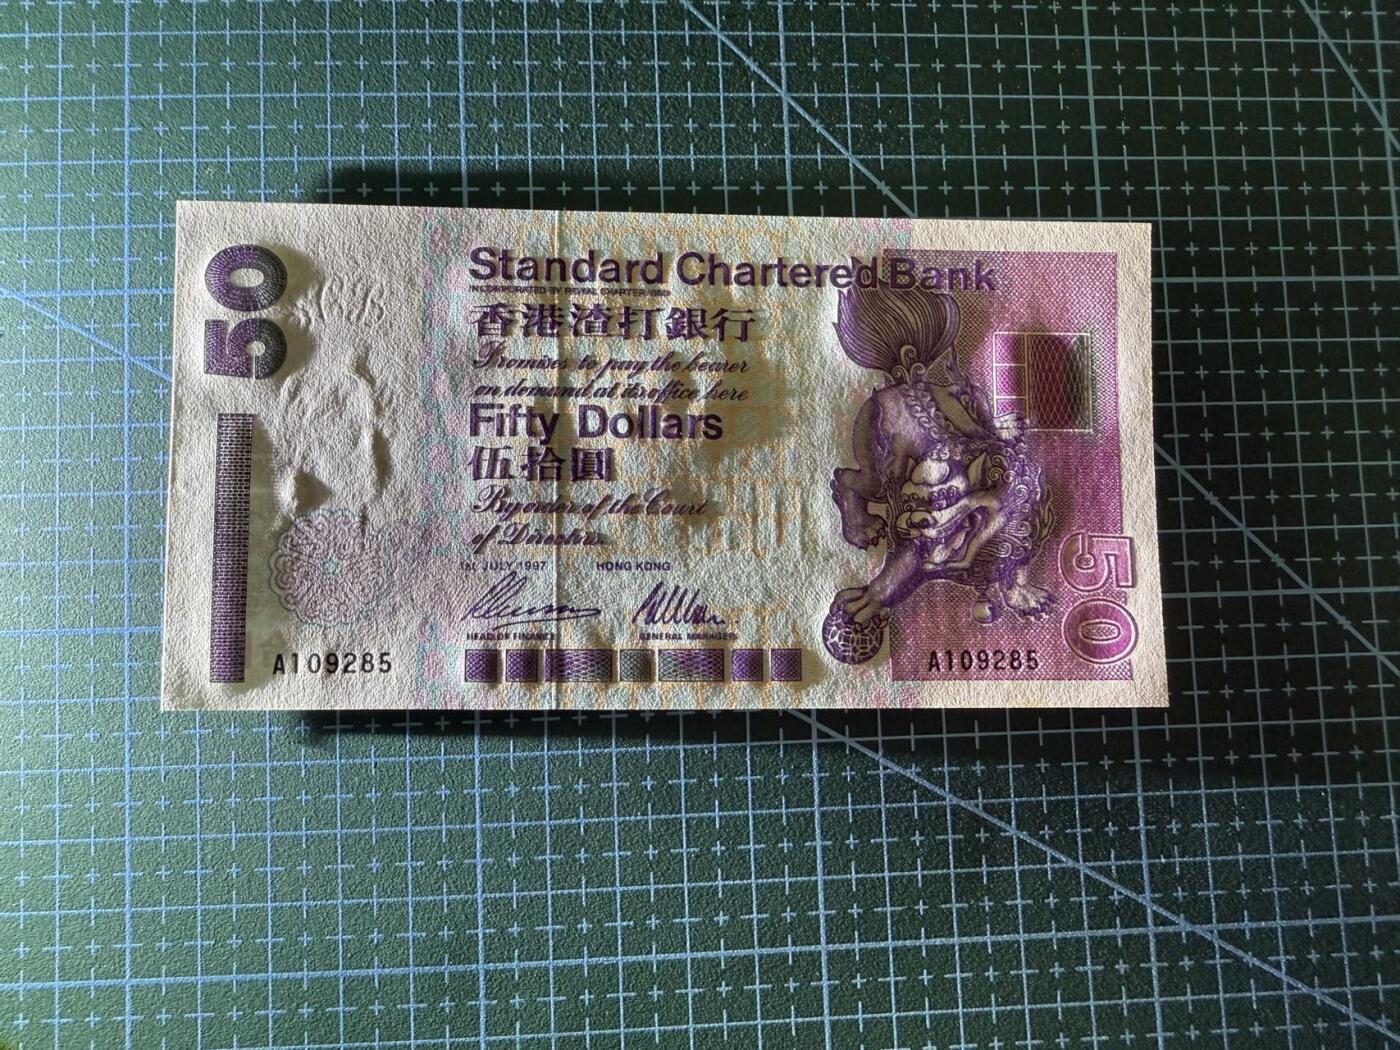 50
Standard Chartered Bank
INCORPORATED BY ROYAL CHARTER 1853
香港渣打銀行
Promises to pay the bearer
on demand at its office here
Fifty Dollars
伍拾圓
By order of the Court
of Directors
1st JULY 1997 HONG KONG
HEAD OF FINANCE GENERAL MANAGER
A109285
A109285
50